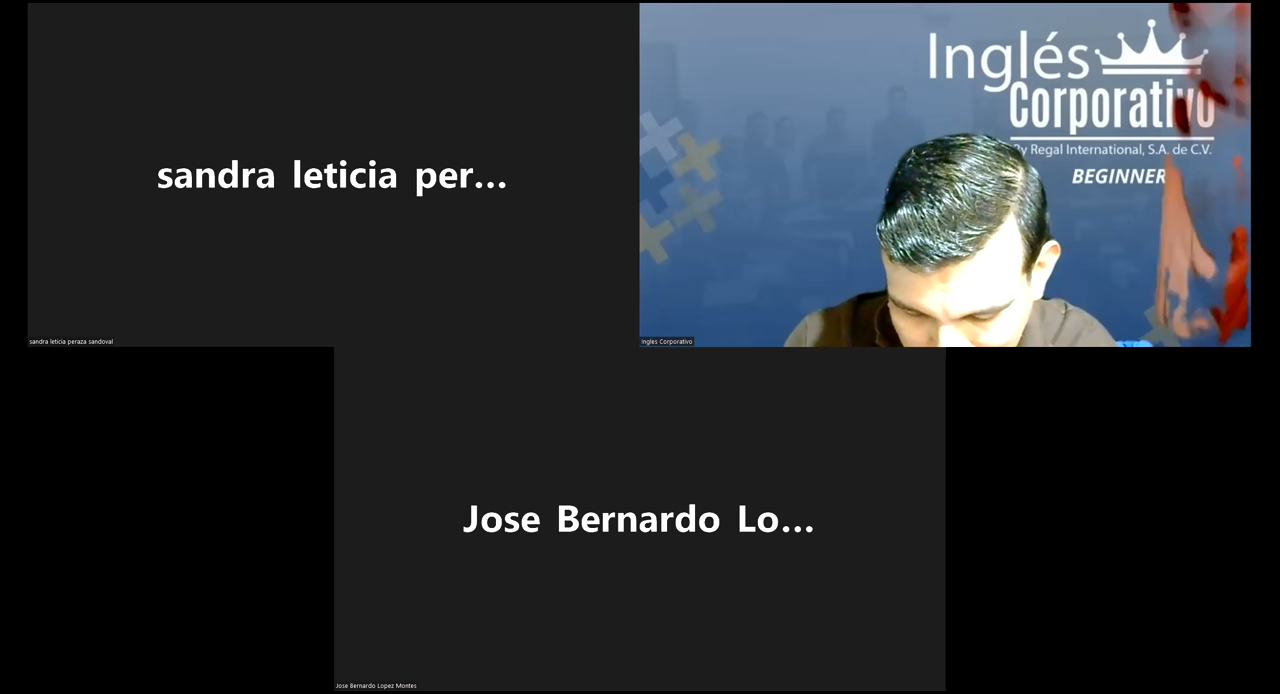 sandra leticia per...
sandra leticia peraza sandoval
Inglés
Corporativo
By Regal International, S.A. de C.V.
BEGINNER
Ingles Corporativo
Jose Bernardo Lo...
Jose Bernardo Lopez Montes